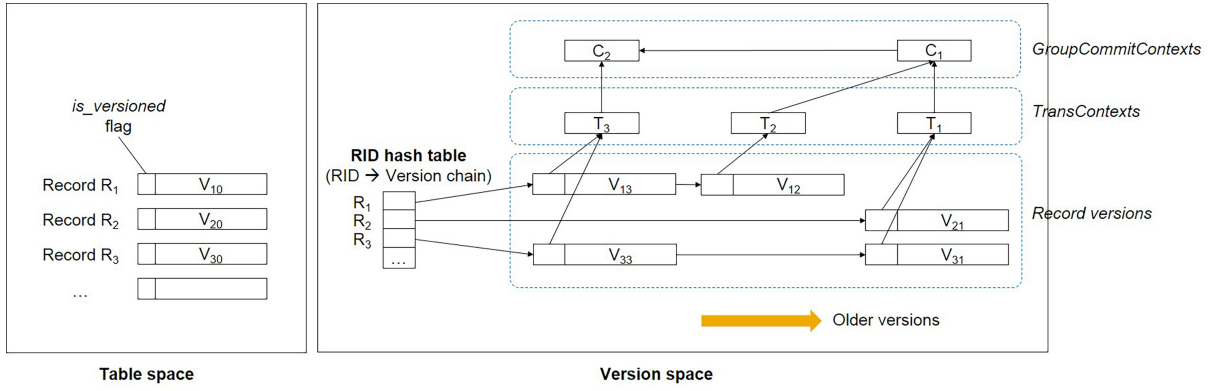 is_versioned
flag
Record R₁
V₁₀
Record R₂
V₂₀
Record R₃
V₃₀
...
Table space
C₂
C₁
GroupCommitContexts
T₃
T₂
T₁
TransContexts
RID hash table
(RID → Version chain)
R₁
R₂
R₃
...
V₁₃
V₁₂
V₂₁
V₃₃
V₃₁
Record versions
Older versions
Version space